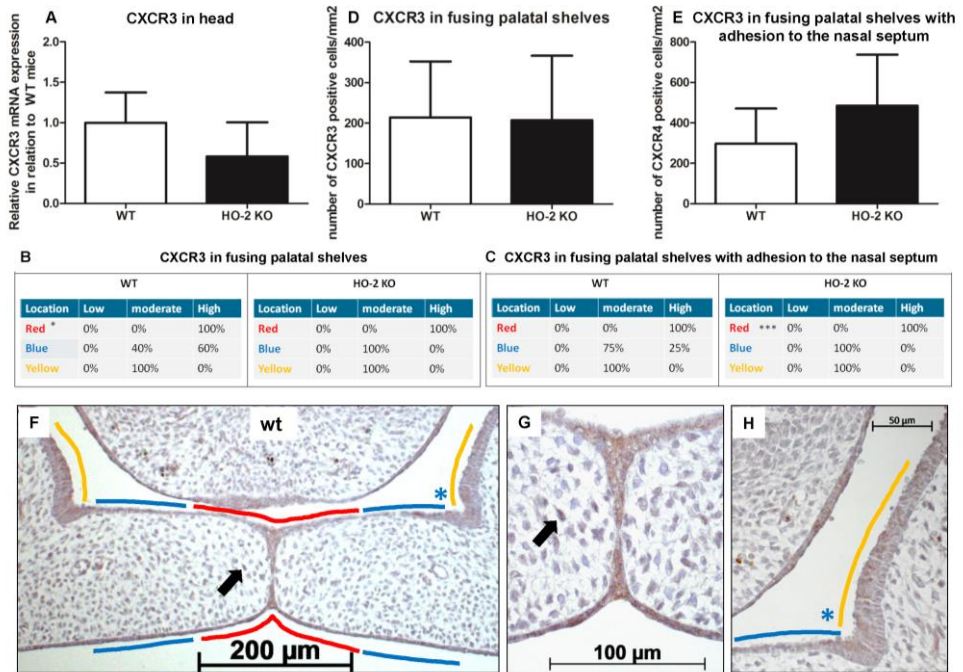 A
CXCR3 in head
Relative CXCR3 mRNA expression
in relation to WT mice
2.0
1.5
1.0
0.5
0.0
WT
HO-2 KO
D
CXCR3 in fusing palatal shelves
number of CXCR3 positive cells/mm2
400
300
200
100
0
WT
HO-2 KO
E
CXCR3 in fusing palatal shelves with
adhesion to the nasal septum
number of CXCR4 positive cells/mm2
800
600
400
200
0
WT
HO-2 KO
B
CXCR3 in fusing palatal shelves
WT
Location Low moderate High
Red * 0% 0% 100%
Blue 0% 40% 60%
Yellow 0% 100% 0%
HO-2 KO
Location Low moderate High
Red 0% 0% 100%
Blue 0% 100% 0%
Yellow 0% 100% 0%
C CXCR3 in fusing palatal shelves with adhesion to the nasal septum
WT
Location Low moderate High
Red 0% 0% 100%
Blue 0% 75% 25%
Yellow 0% 100% 0%
HO-2 KO
Location Low moderate High
Red *** 0% 0% 100%
Blue 0% 100% 0%
Yellow 0% 100% 0%
F
wt
*
200 µm
G
100 µm
H
50 µm
*